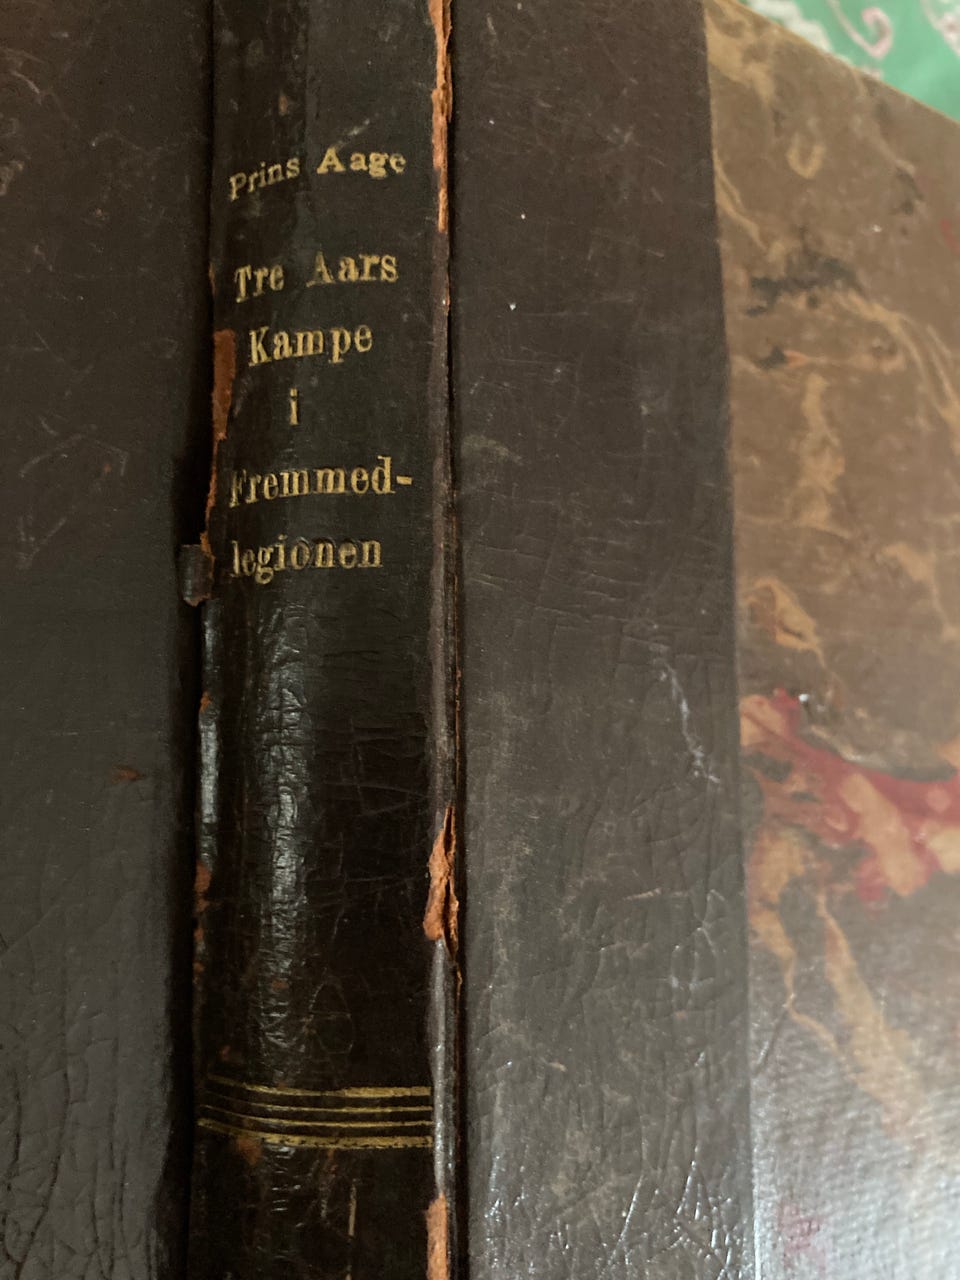 Prins Aage
Tre Aars
Kampe
i
Fremmed-
legionen